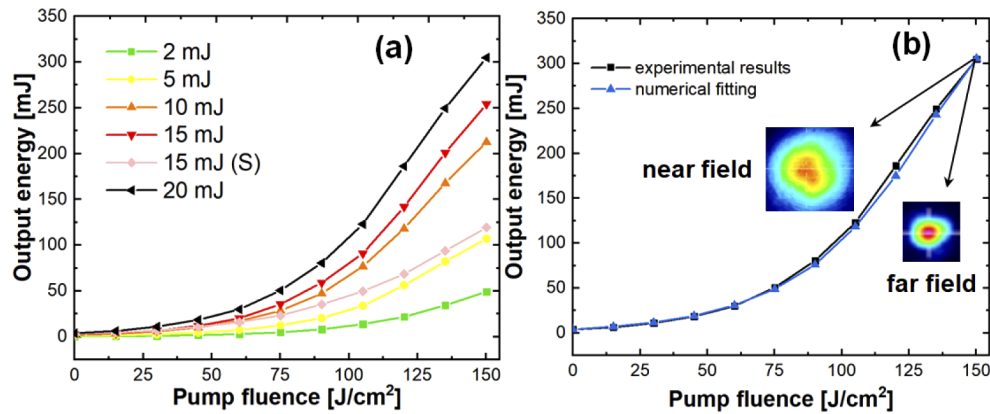 (a)
2 mJ
5 mJ
10 mJ
15 mJ
15 mJ (S)
20 mJ
Output energy [mJ]
350
300
250
200
150
100
50
0
0 25 50 75 100 125 150
Pump fluence [J/cm²]
(b)
experimental results
numerical fitting
near field
far field
Output energy [mJ]
350
300
250
200
150
100
50
0
0 25 50 75 100 125 150
Pump fluence [J/cm²]